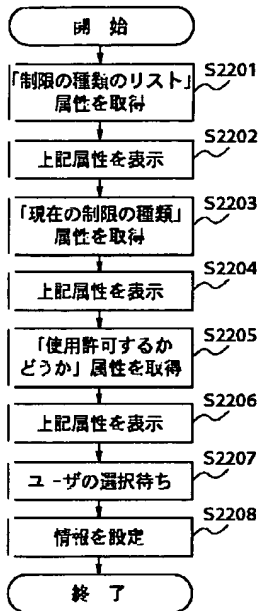 開 始
S2201
「制限の種類のリスト」
属性を取得
S2202
上記属性を表示
S2203
「現在の制限の種類」
属性を取得
S2204
上記属性を表示
S2205
「使用許可するか
どうか」属性を取得
S2206
上記属性を表示
S2207
ユーザの選択待ち
S2208
情報を設定
終 了